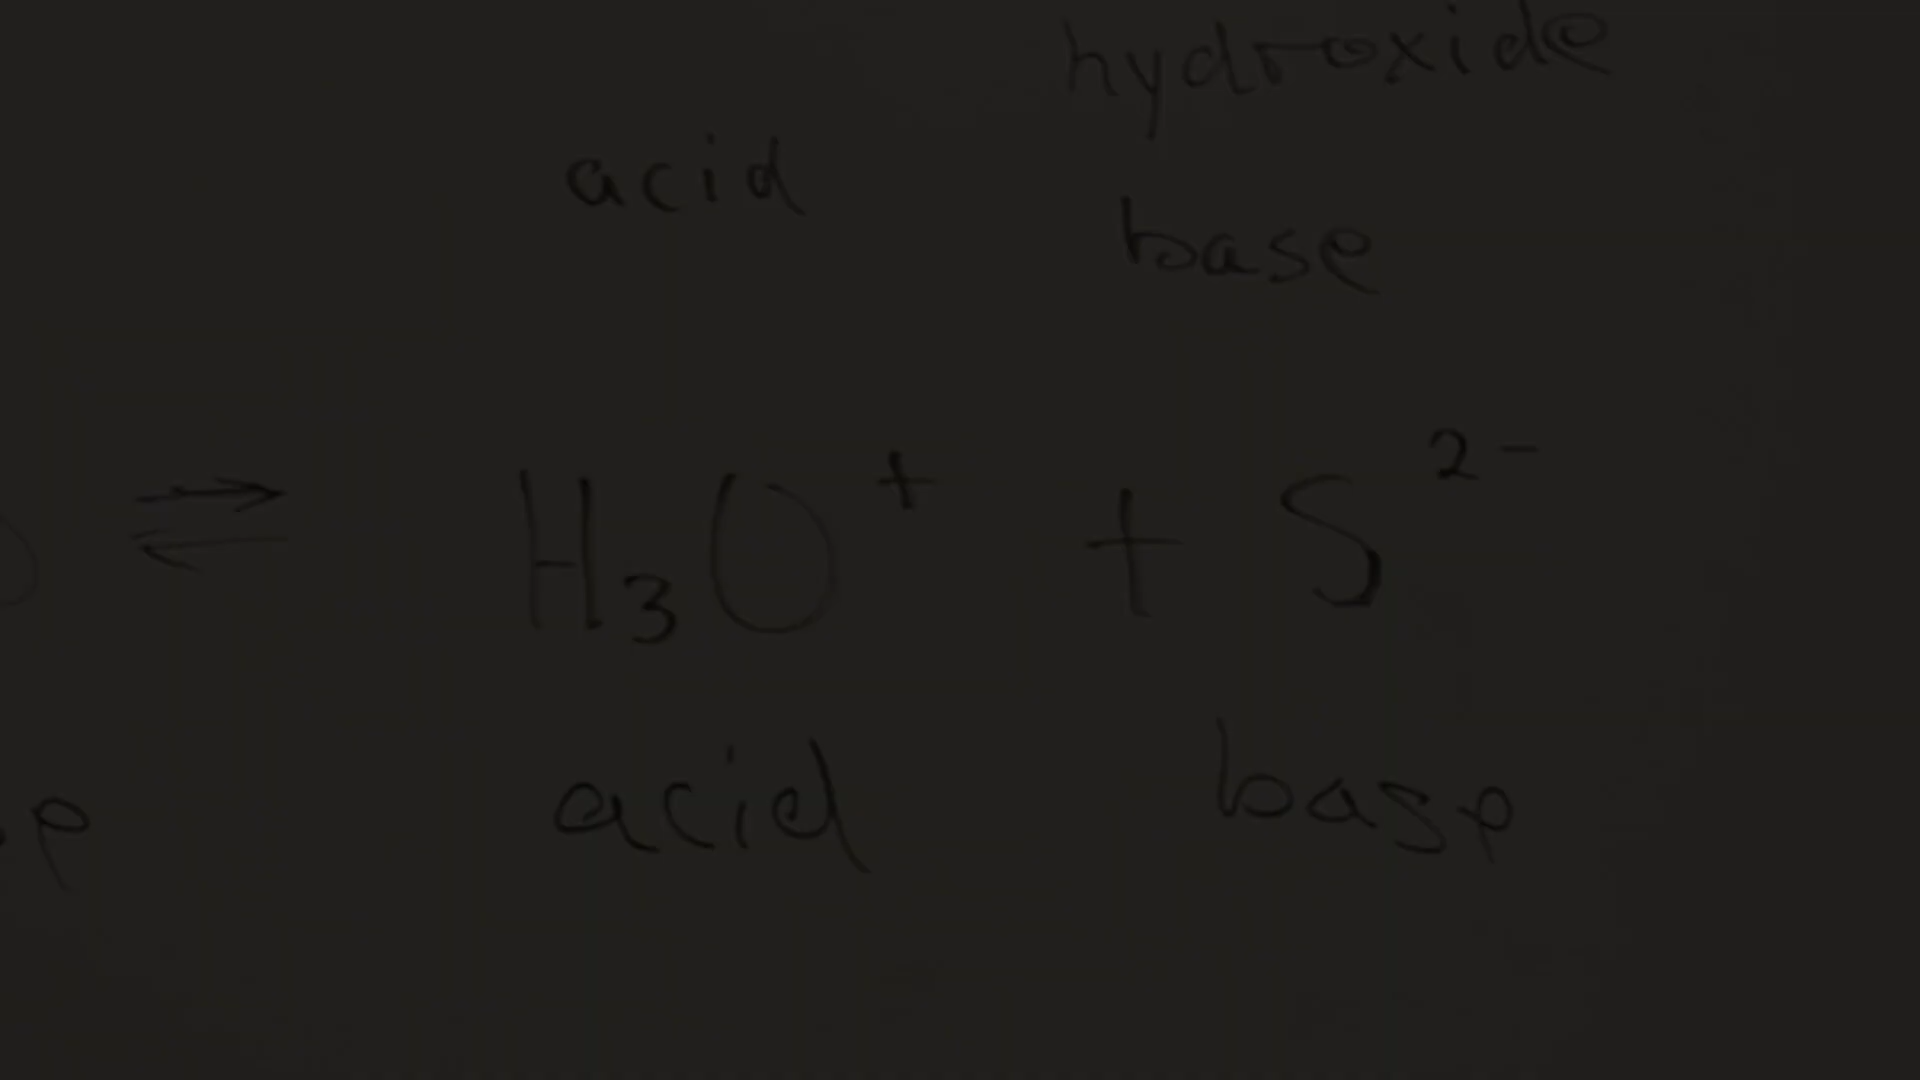 hydroxide
acid
base
⇌ H₃O⁺ + S²⁻
acid base